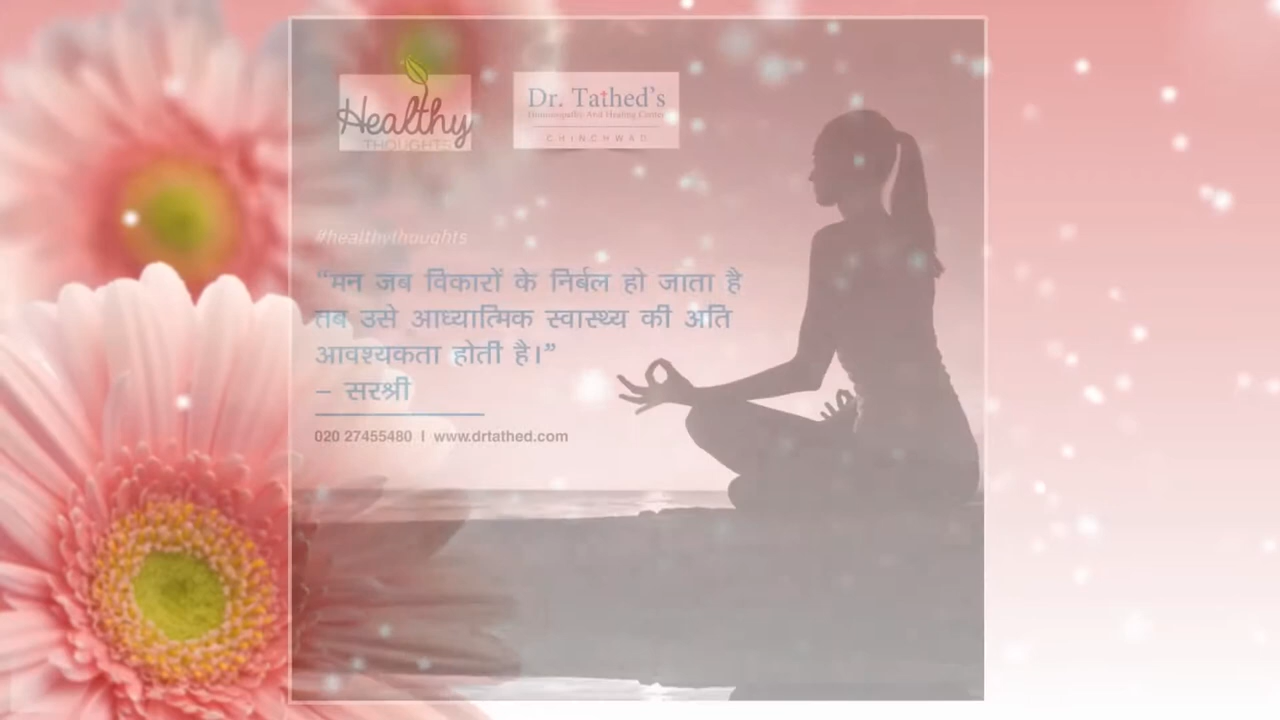 Healthy
THOUGHTS
Dr. Tathed's
Homoeopathy And Healing Center
CHINCHWAD
#healthythoughts
“मन जब विकारों के निर्बल हो जाता है
तब उसे आध्यात्मिक स्वास्थ्य की अति
आवश्यकता होती है।”
– सरश्री
020 27455480 I www.drtathed.com